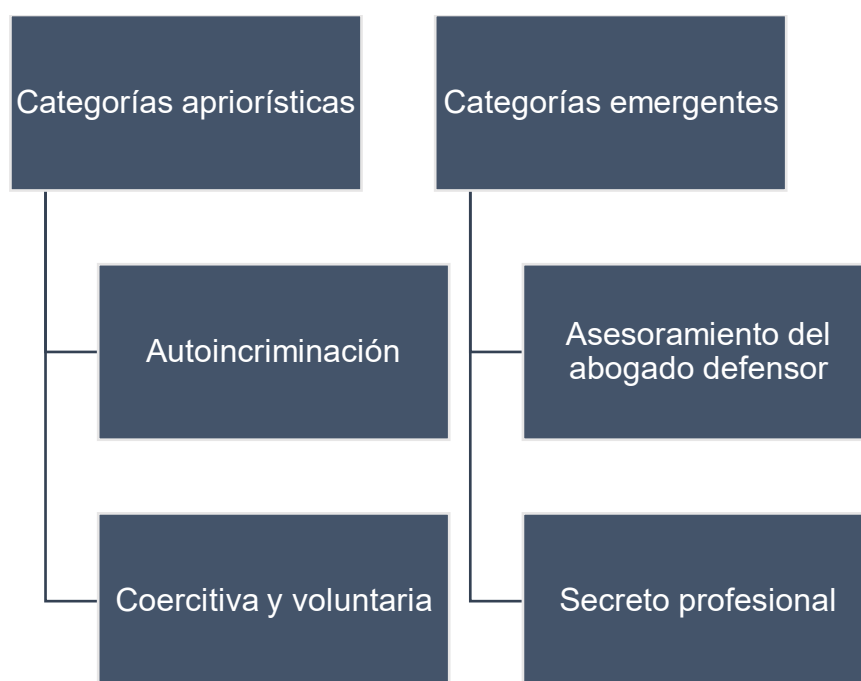 Categorías apriorísticas
Categorías emergentes
Autoincriminación
Asesoramiento del
abogado defensor
Coercitiva y voluntaria
Secreto profesional